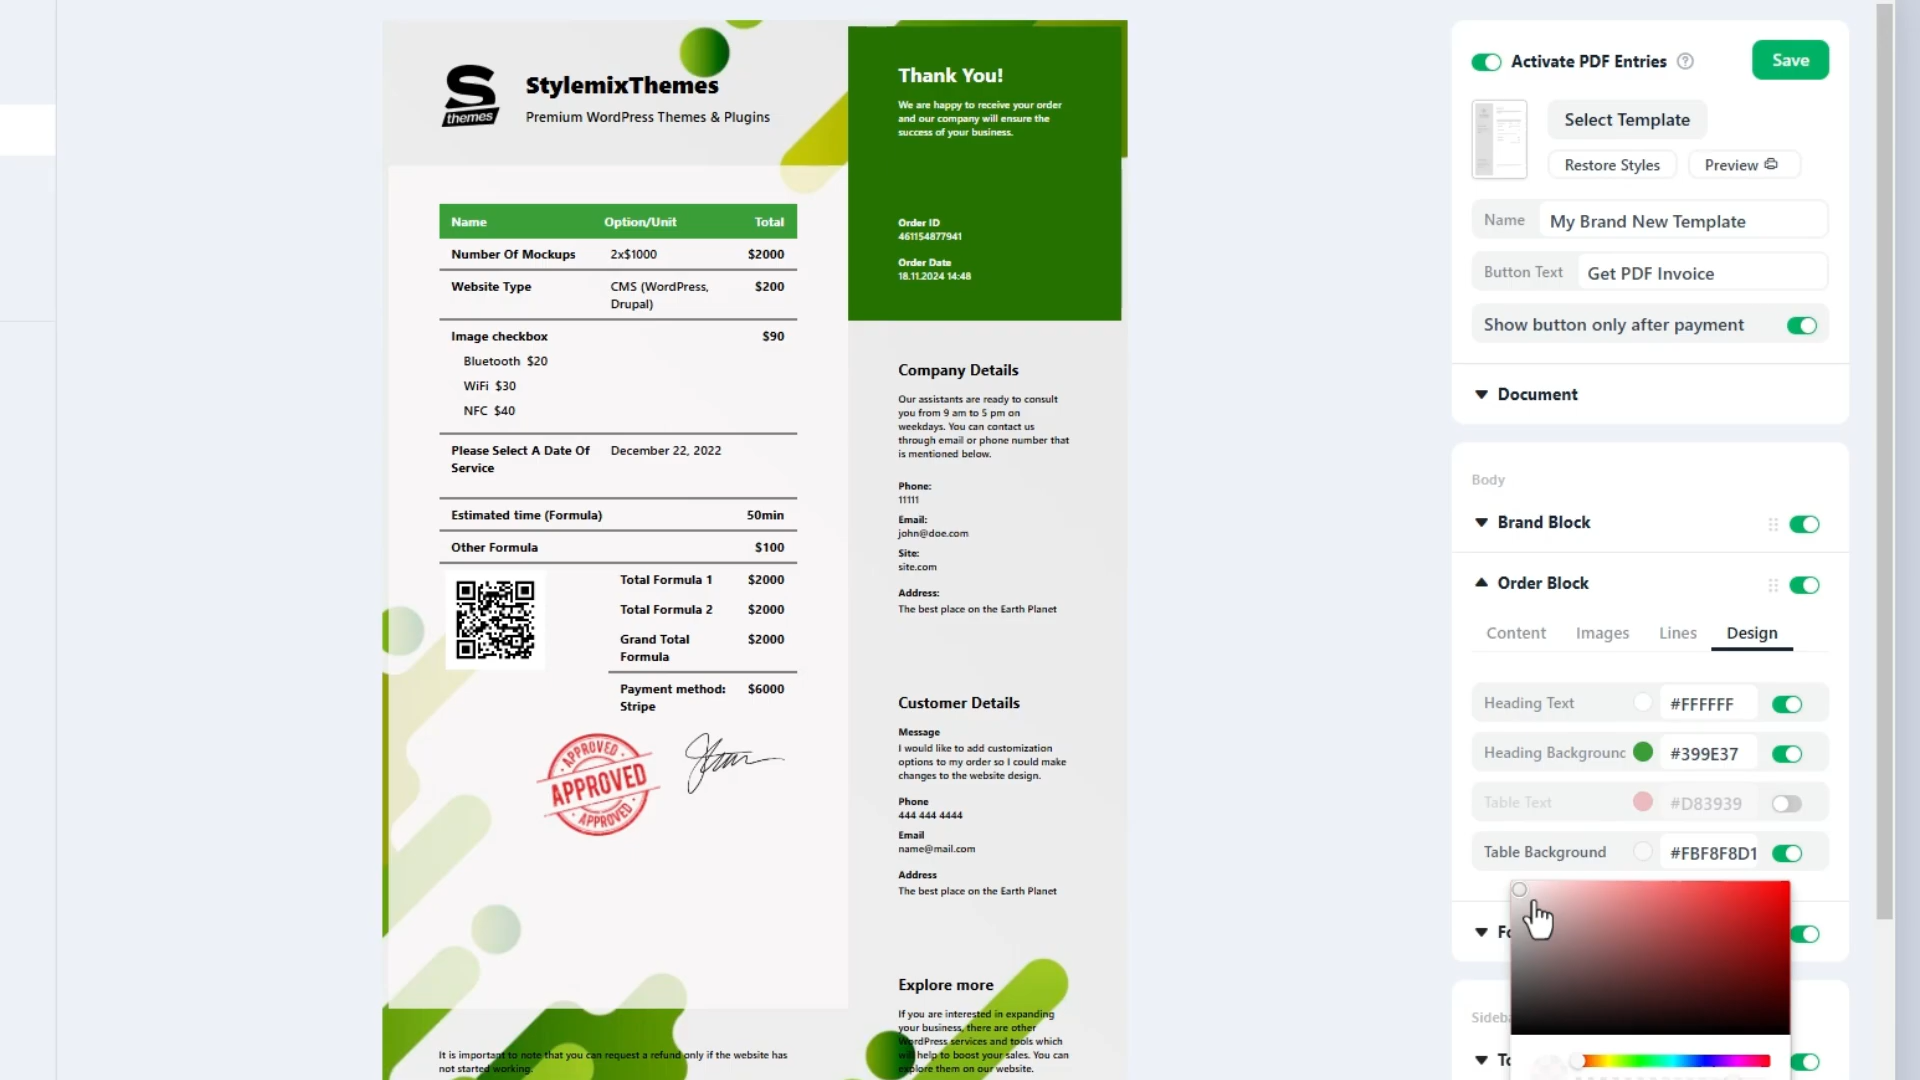 themes
StylemixThemes
Premium WordPress Themes & Plugins
Name Option/Unit Total
Number Of Mockups 2x$1000 $2000
Website Type CMS (WordPress, $200
Drupal)
Image checkbox $90
Bluetooth $20
WiFi $30
NFC $40
Please Select A Date Of December 22, 2022
Service
Estimated time (Formula) 50min
Other Formula $100
Total Formula 1 $2000
Total Formula 2 $2000
Grand Total $2000
Formula
Payment method: $6000
Stripe
APPROVED
APPROVED
APPROVED
It is important to note that you can request a refund only if the website has
not started working.
Thank You!
We are happy to receive your order
and our company will ensure the
success of your business.
Order ID
461154877941
Order Date
18.11.2024 14:48
Company Details
Our assistants are ready to consult
you from 9 am to 5 pm on
weekdays. You can contact us
through email or phone number that
is mentioned below.
Phone:
11111
Email:
john@doe.com
Site:
site.com
Address:
The best place on the Earth Planet
Customer Details
Message
I would like to add customization
options to my order so I could make
changes to the website design.
Phone
444 444 4444
Email
name@mail.com
Address
The best place on the Earth Planet
Explore more
If you are interested in expanding
your business, there are other
WordPress services and tools which
will help to boost your sales. You can
explore them on our website.
Activate PDF Entries ?
Save
Select Template
Restore Styles Preview
Name My Brand New Template
Button Text Get PDF Invoice
Show button only after payment
Document
Body
Brand Block
Order Block
Content Images Lines Design
Heading Text #FFFFFF
Heading Background #399E37
Table Text #D83939
Table Background #FBF8F8D1